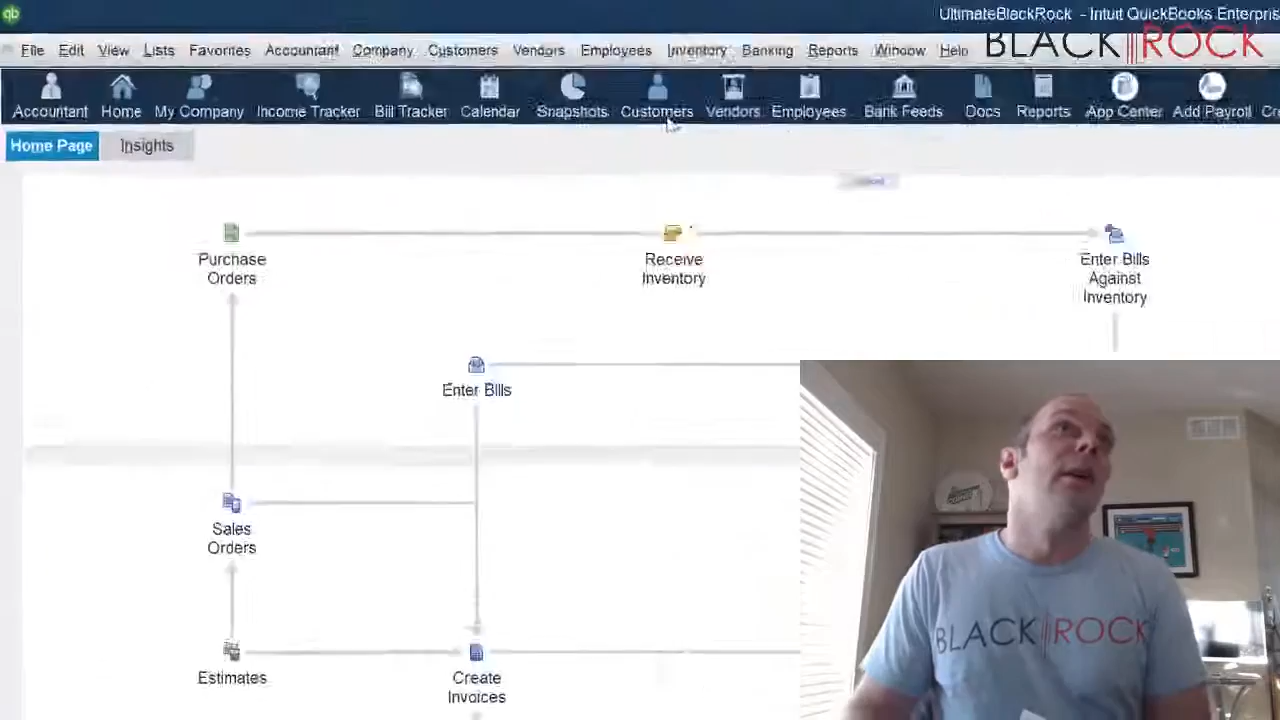 qb
UltimateBlackRock - Intuit QuickBooks Enterpris
File Edit View Lists Favorites Accountant Company Customers Vendors Employees Inventory Banking Reports Window Help
BLACK ROCK
Accountant Home My Company Income Tracker Bill Tracker Calendar Snapshots Customers Vendors Employees Bank Feeds Docs Reports App Center Add Payroll
Home Page Insights
Purchase
Orders
Receive
Inventory
Enter Bills
Against
Inventory
Enter Bills
Sales
Orders
Estimates
Create
Invoices
BLACK ROCK